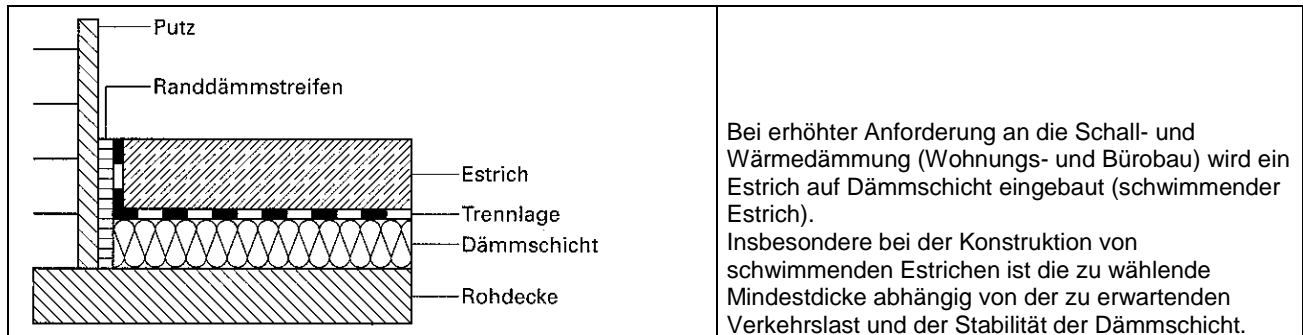 Putz
Randdämmstreifen
Estrich
Trennlage
Dämmschicht
Rohdecke
Bei erhöhter Anforderung an die Schall- und
Wärmedämmung (Wohnungs- und Bürobau) wird ein
Estrich auf Dämmschicht eingebaut (schwimmender
Estrich).
Insbesondere bei der Konstruktion von
schwimmenden Estrichen ist die zu wählende
Mindestdicke abhängig von der zu erwartenden
Verkehrslast und der Stabilität der Dämmschicht.